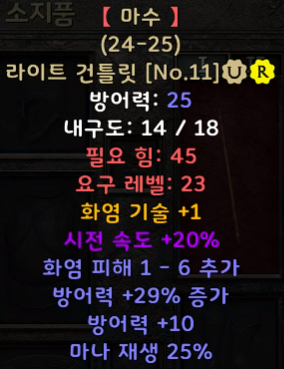 소지품
【 마수 】
(24-25)
라이트 건틀릿 [No.11] U R
방어력: 25
내구도: 14 / 18
필요 힘: 45
요구 레벨: 23
화염 기술 +1
시전 속도 +20%
화염 피해 1 - 6 추가
방어력 +29% 증가
방어력 +10
마나 재생 25%